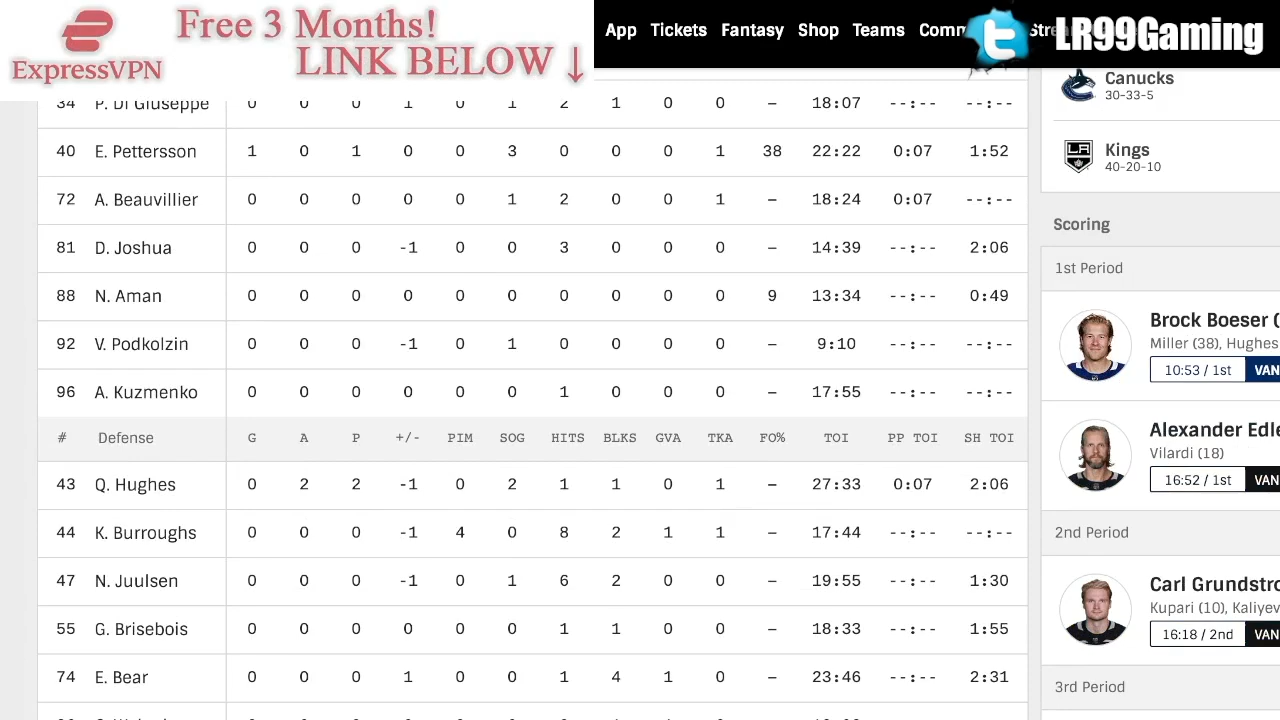 ExpressVPN
Free 3 Months!
LINK BELOW ↓
App Tickets Fantasy Shop Teams
LR99Gaming
34 P. Di Giuseppe 0 0 0 1 0 1 2 1 0 0 – 18:07 --:-- --:--
40 E. Pettersson 1 0 1 0 0 3 0 0 0 1 38 22:22 0:07 1:52
72 A. Beauvillier 0 0 0 0 0 1 2 0 0 1 – 18:24 0:07 --:--
81 D. Joshua 0 0 0 -1 0 0 3 0 0 0 – 14:39 --:-- 2:06
88 N. Aman 0 0 0 0 0 0 0 0 0 0 9 13:34 --:-- 0:49
92 V. Podkolzin 0 0 0 -1 0 1 0 0 0 0 – 9:10 --:-- --:--
96 A. Kuzmenko 0 0 0 0 0 0 1 0 0 0 – 17:55 --:-- --:--
# Defense G A P +/- PIM SOG HITS BLKS GVA TKA FO% TOI PP TOI SH TOI
43 Q. Hughes 0 2 2 -1 0 2 1 1 0 1 – 27:33 0:07 2:06
44 K. Burroughs 0 0 0 -1 4 0 8 2 1 1 – 17:44 --:-- --:--
47 N. Juulsen 0 0 0 -1 0 1 6 2 0 0 – 19:55 --:-- 1:30
55 G. Brisebois 0 0 0 0 0 0 1 1 0 0 – 18:33 --:-- 1:55
74 E. Bear 0 0 0 1 0 0 1 4 1 0 – 23:46 --:-- 2:31
Canucks
30-33-5
LA
Kings
40-20-10
Scoring
1st Period
Brock Boeser (
Miller (38), Hughes
10:53 / 1st VAN
Alexander Edle
Vilardi (18)
16:52 / 1st VAN
2nd Period
Carl Grundstro
Kupari (10), Kaliyev
16:18 / 2nd VAN
3rd Period